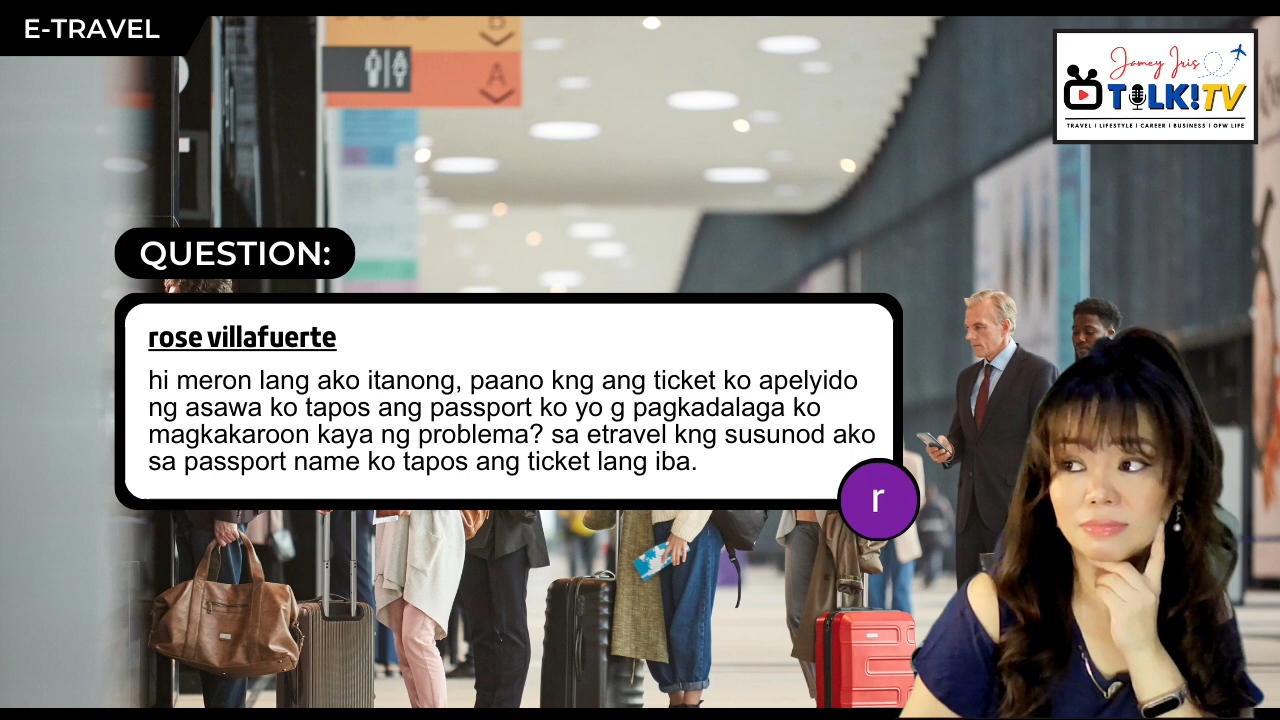 E-TRAVEL
B
A
Jamey Iris
TALK!TV
TRAVEL | LIFESTYLE | CAREER | BUSINESS | OFW LIFE
QUESTION:
rose villafuerte
hi meron lang ako itanong, paano kng ang ticket ko apelyido
ng asawa ko tapos ang passport ko yo g pagkadalaga ko
magkakaroon kaya ng problema? sa etravel kng susunod ako
sa passport name ko tapos ang ticket lang iba.
r